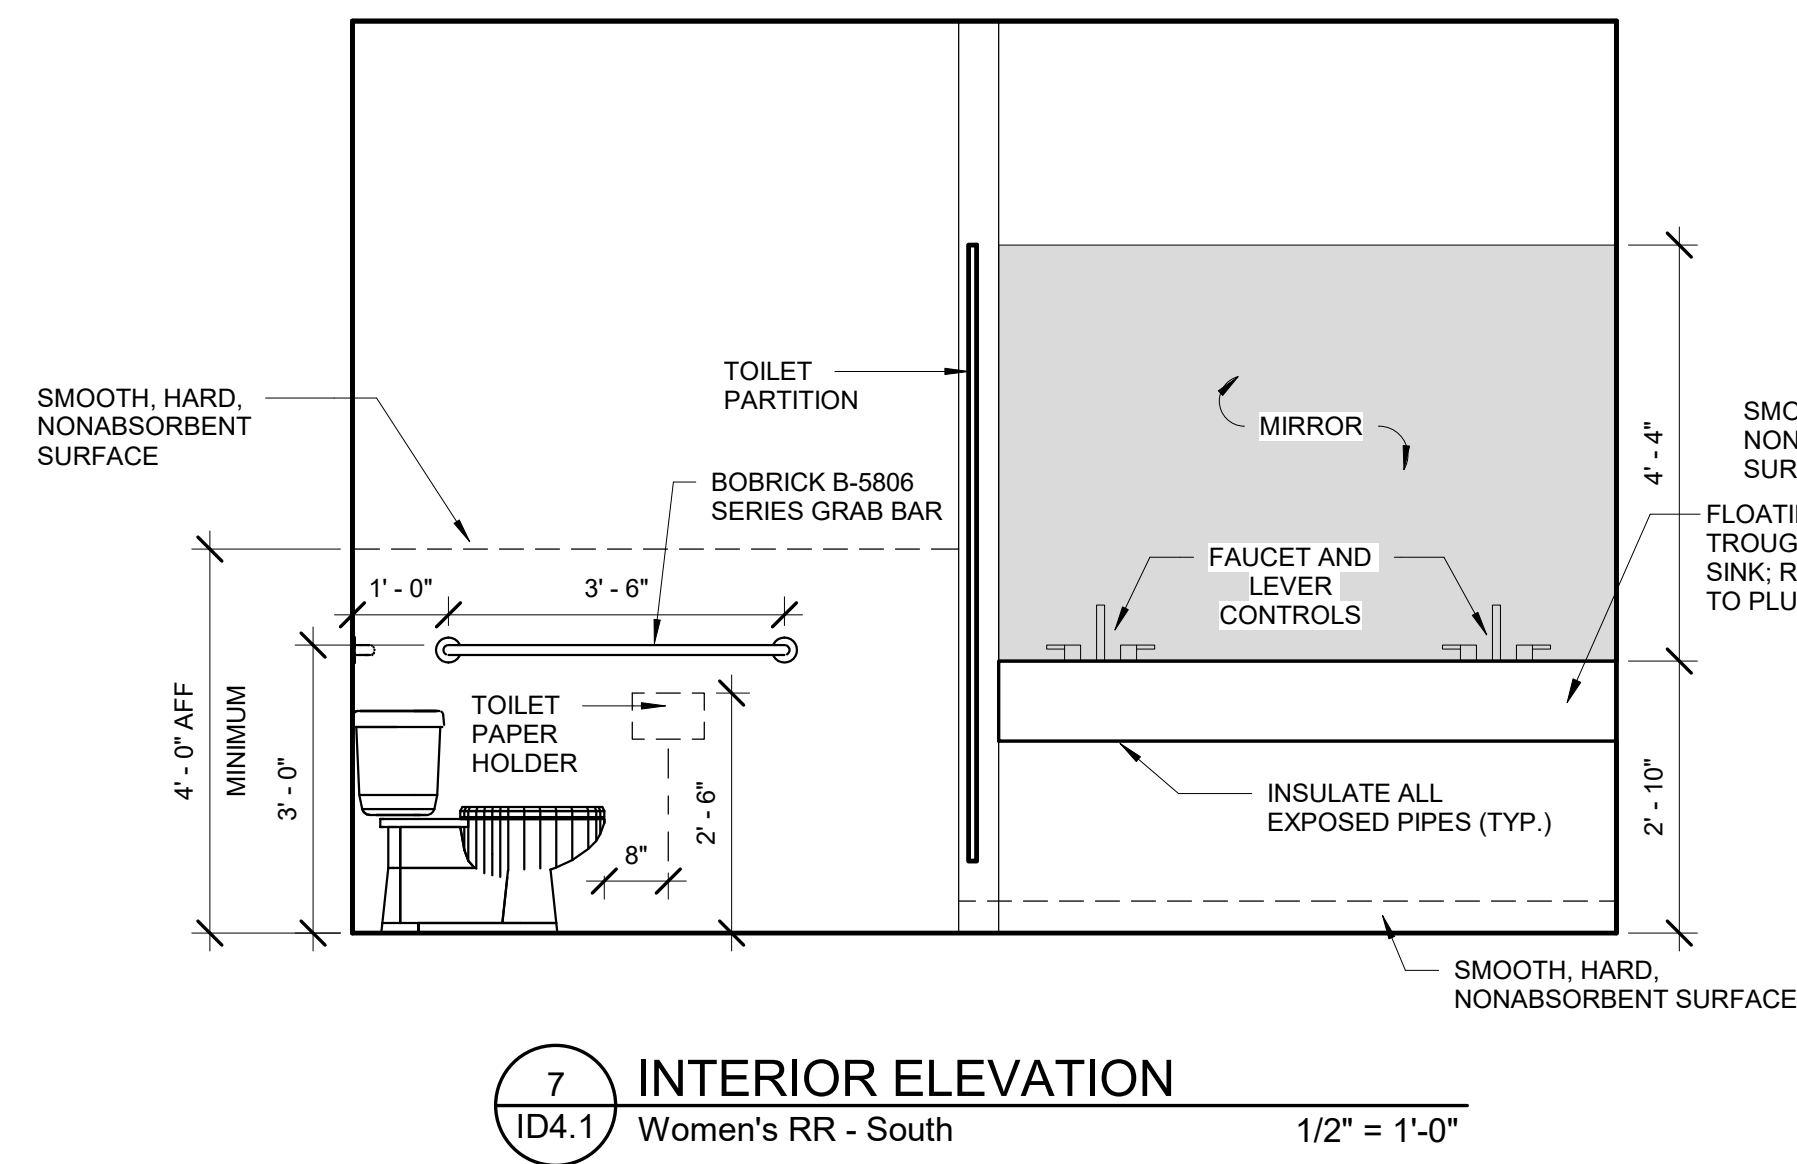 TOILET
PARTITION
SMOOTH, HARD,
NONABSORBENT
SURFACE
MIRROR
4' - 4"
BOBRICK B-5806
SERIES GRAB BAR
FAUCET AND
LEVER
CONTROLS
1' - 0"
3' - 6"
SINK;
TO
4' - 0" AFF
MINIMUM
3' - 0"
TOILET
PAPER
HOLDER
2' - 6"
8"
2' - 10"
INSULATE ALL
EXPOSED PIPES (TYP.)
SMOOTH, HARD,
NONABSORBENT SURFACE
7
ID4.1
INTERIOR ELEVATION
Women's RR - South
1/2" = 1'-0"